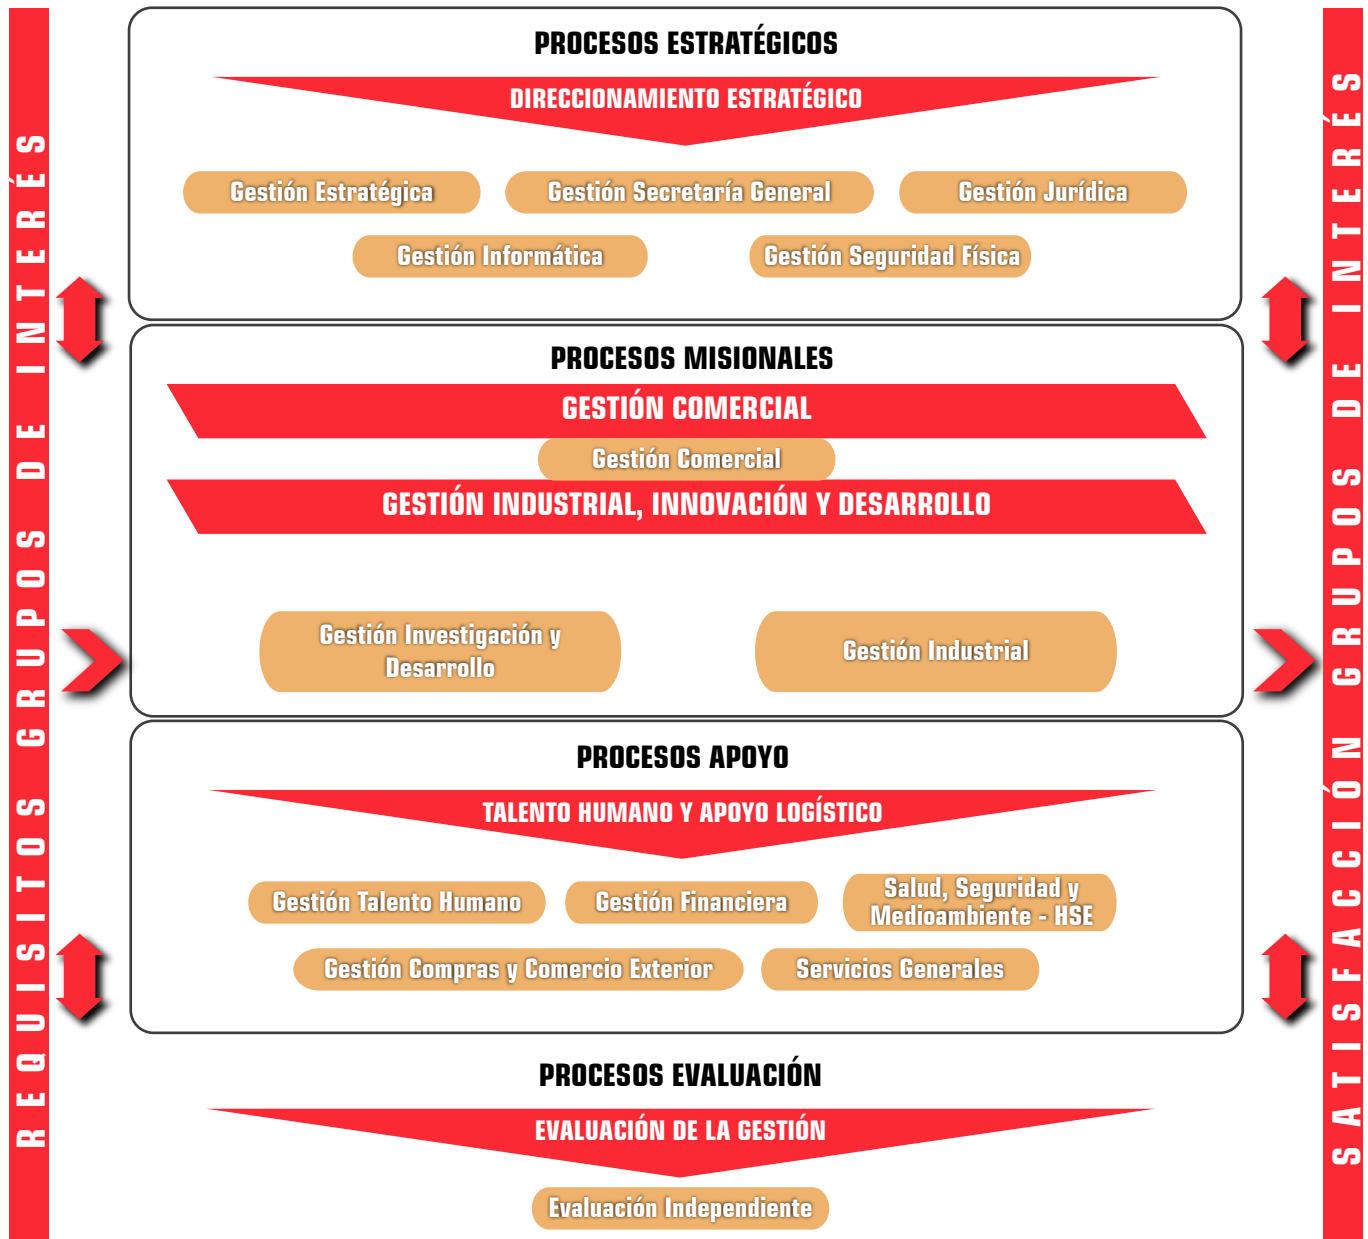 REQUISITOS GRUPOS DE INTERÉS
PROCESOS ESTRATÉGICOS
DIRECCIONAMIENTO ESTRATÉGICO
Gestión Estratégica
Gestión Secretaría General
Gestión Jurídica
Gestión Informática
Gestión Seguridad Física
PROCESOS MISIONALES
GESTIÓN COMERCIAL
Gestión Comercial
GESTIÓN INDUSTRIAL, INNOVACIÓN Y DESARROLLO
Gestión Investigación y
Desarrollo
Gestión Industrial
PROCESOS APOYO
TALENTO HUMANO Y APOYO LOGÍSTICO
Gestión Talento Humano
Gestión Financiera
Salud, Seguridad y
Medioambiente - HSE
Gestión Compras y Comercio Exterior
Servicios Generales
PROCESOS EVALUACIÓN
EVALUACIÓN DE LA GESTIÓN
Evaluación Independiente
SATISFACCIÓN GRUPOS DE INTERÉS